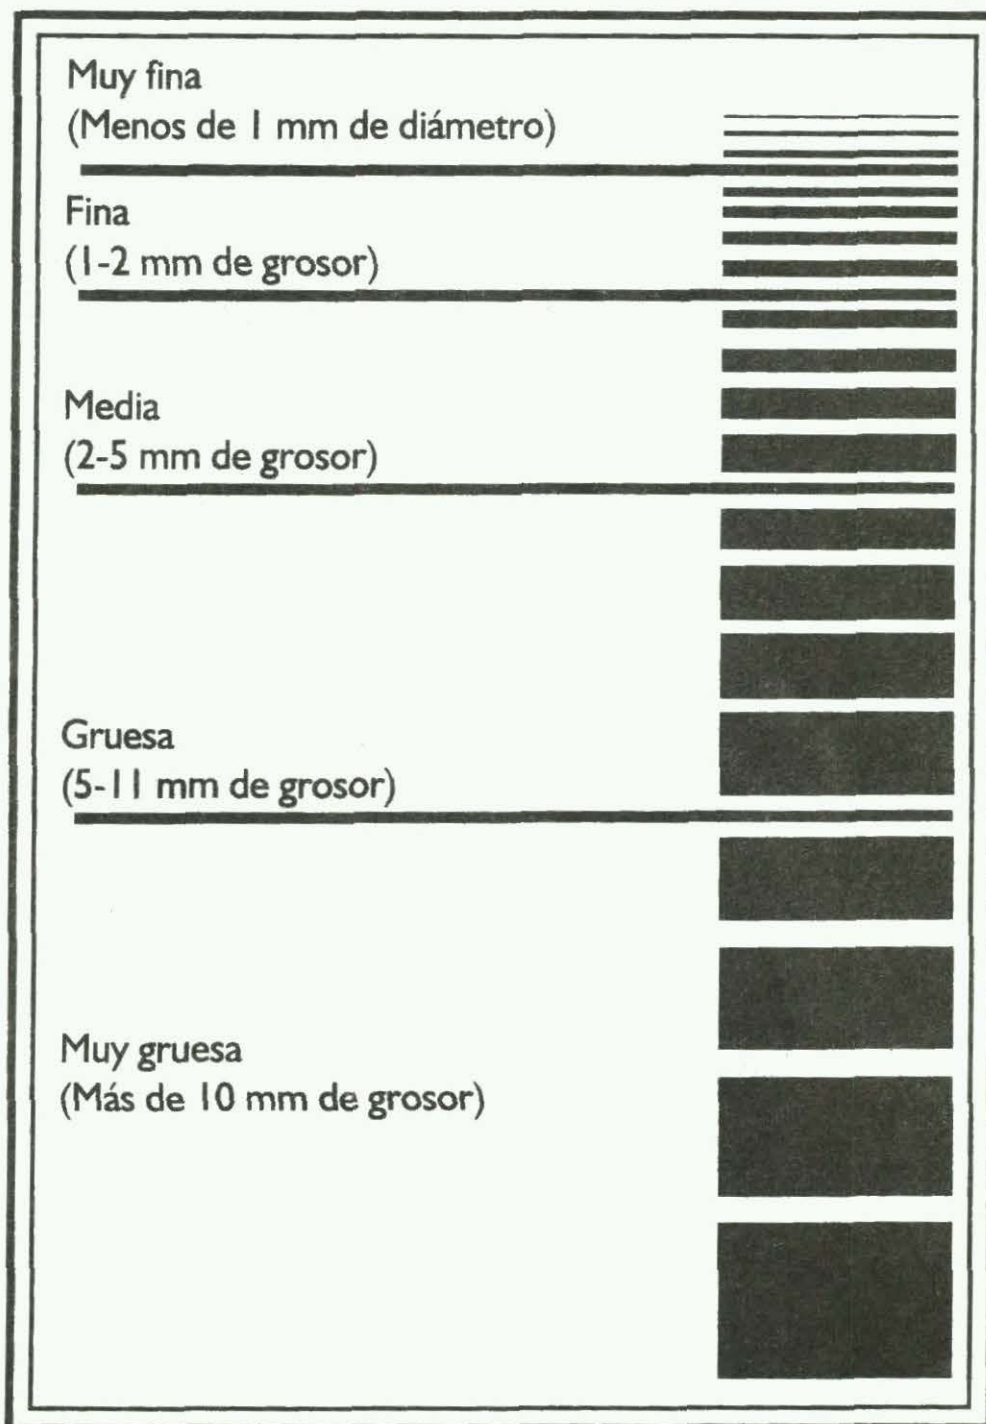 Muy fina
(Menos de 1 mm de diámetro)
Fina
(1-2 mm de grosor)
Media
(2-5 mm de grosor)
Gruesa
(5-11 mm de grosor)
Muy gruesa
(Más de 10 mm de grosor)